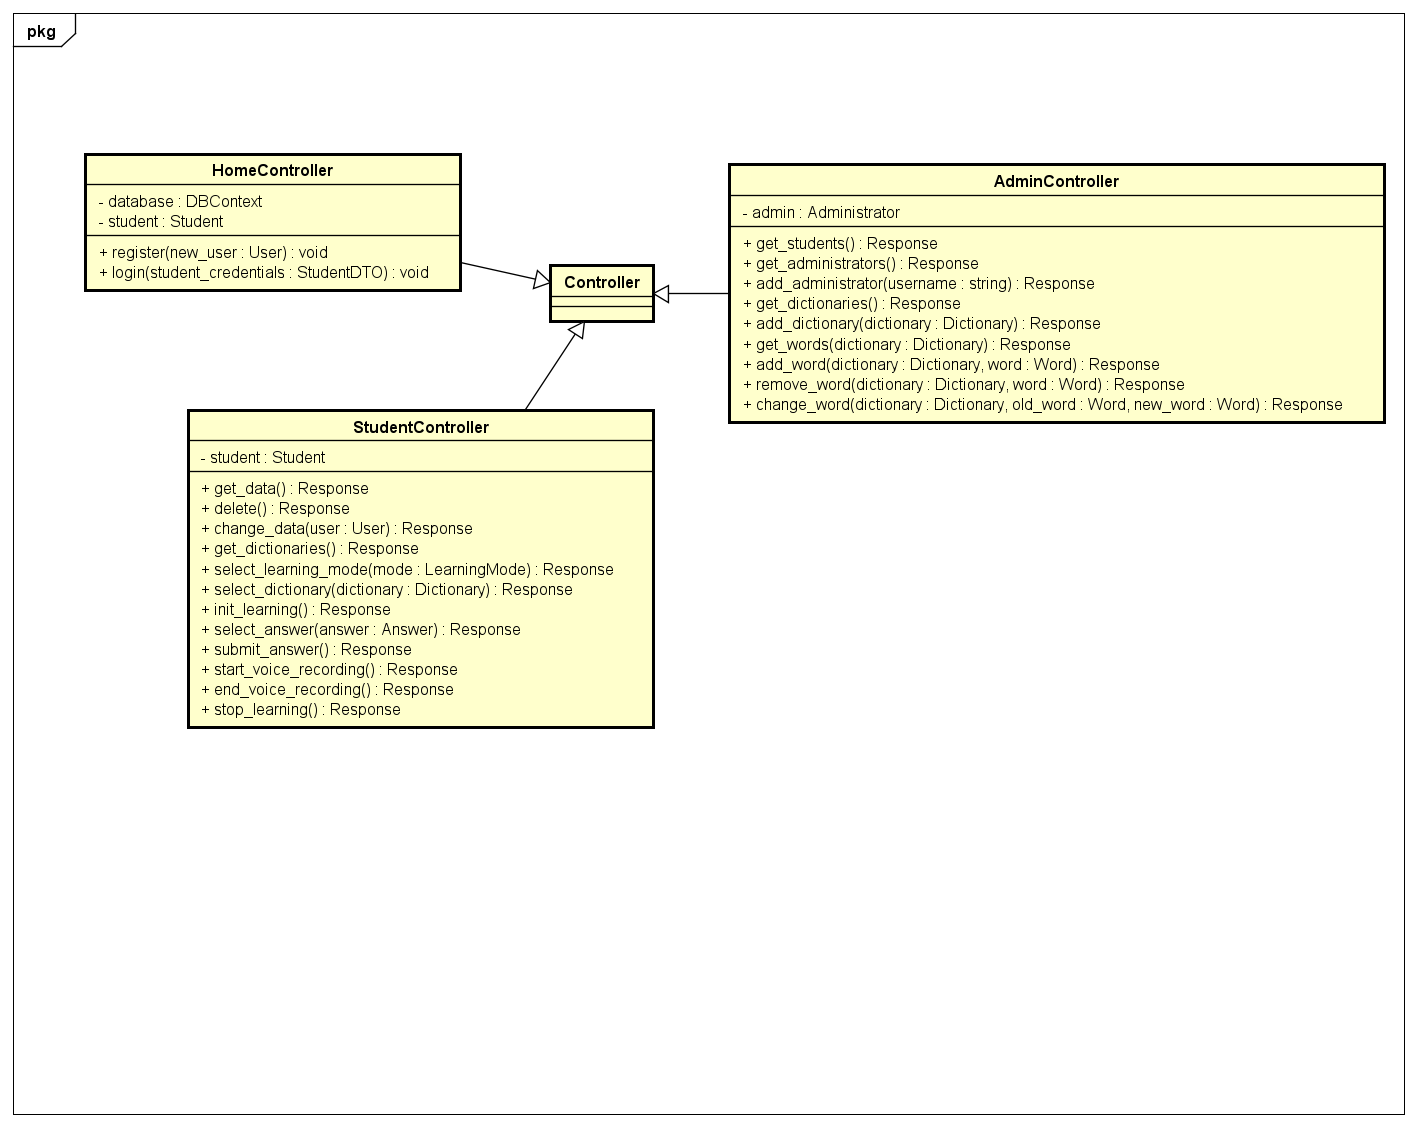 pkg
HomeController
- database : DBContext
- student : Student
+ register(new_user : User) : void
+ login(student_credentials : StudentDTO) : void
Controller
AdminController
- admin : Administrator
+ get_students() : Response
+ get_administrators() : Response
+ add_administrator(username : string) : Response
+ get_dictionaries() : Response
+ add_dictionary(dictionary : Dictionary) : Response
+ get_words(dictionary : Dictionary) : Response
+ add_word(dictionary : Dictionary, word : Word) : Response
+ remove_word(dictionary : Dictionary, word : Word) : Response
+ change_word(dictionary : Dictionary, old_word : Word, new_word : Word) : Response
StudentController
- student : Student
+ get_data() : Response
+ delete() : Response
+ change_data(user : User) : Response
+ get_dictionaries() : Response
+ select_learning_mode(mode : LearningMode) : Response
+ select_dictionary(dictionary : Dictionary) : Response
+ init_learning() : Response
+ select_answer(answer : Answer) : Response
+ submit_answer() : Response
+ start_voice_recording() : Response
+ end_voice_recording() : Response
+ stop_learning() : Response